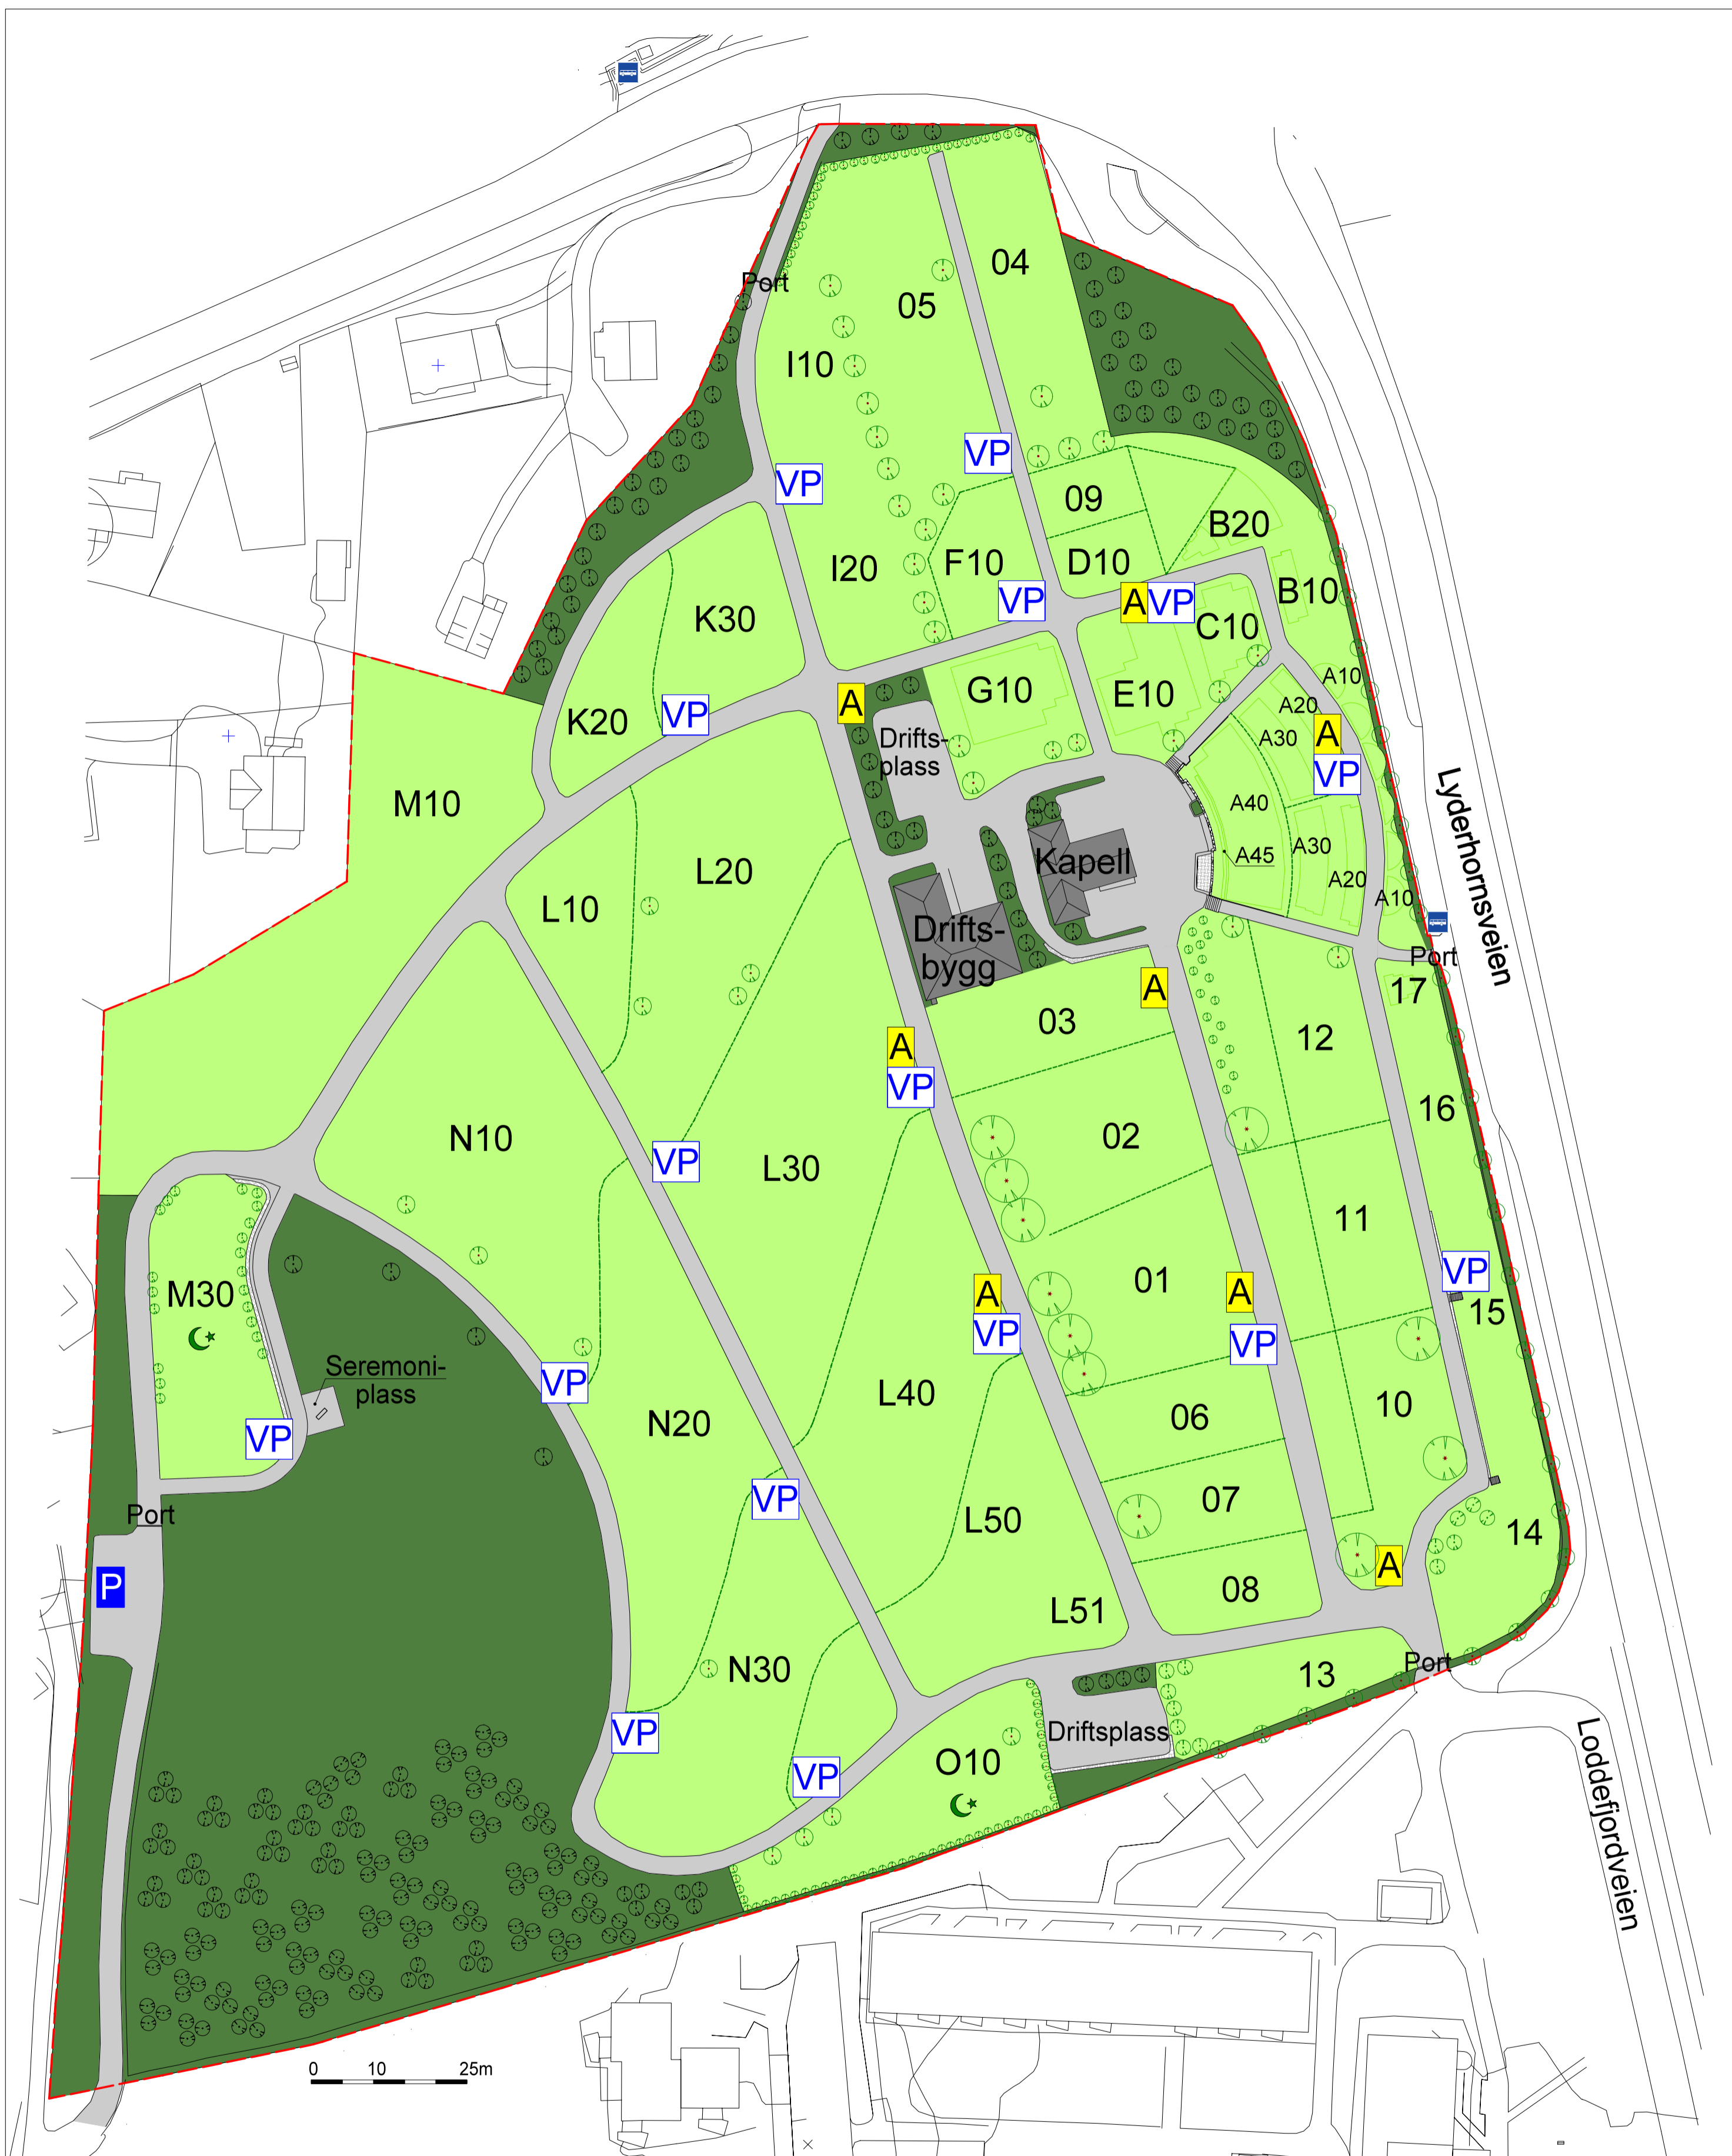 Port
04
05
I10
VP
VP
09
B20
I20
F10
D10
B10
VP
A
VP
K30
C10
A10
G10
E10
A20
A
K20
VP
Drifts-
plass
A30
A
VP
M10
A40
L20
Kapell
A45
A30
A20
L10
A10
Drifts-
bygg
Port
Lyderhornsveien
17
A
03
12
A
VP
16
N10
02
VP
L30
11
M30
VP
01
A
A
15
VP
VP
Seremoni-
plass
VP
L40
10
06
N20
VP
VP
07
L50
Port
14
A
P
08
L51
N30
Port
13
VP
Driftsplass
O10
VP
Loddefjordveien
0 10 25m